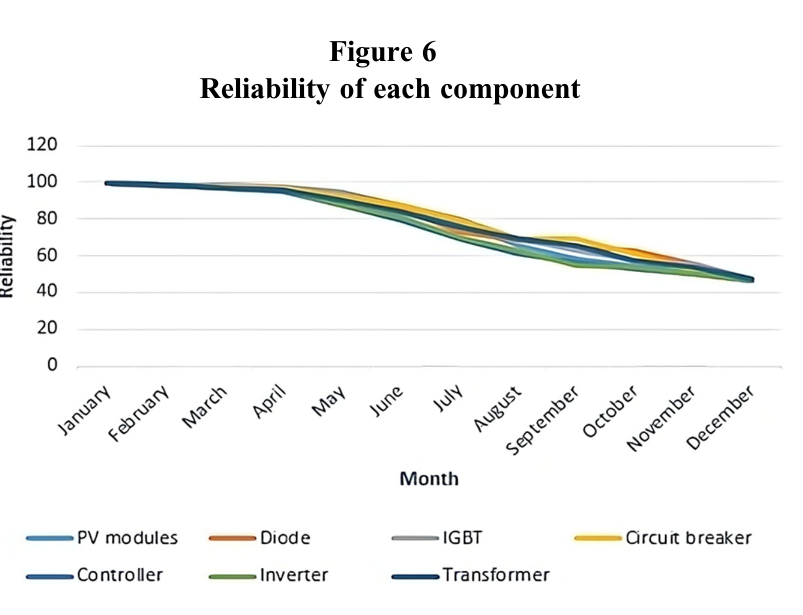 Figure 6
Reliability of each component
120
100
80
60
40
20
0
Reliability
January
February
March
April
May
June
July
August
September
October
November
December
Month
PV modules
Diode
IGBT
Circuit breaker
Controller
Inverter
Transformer